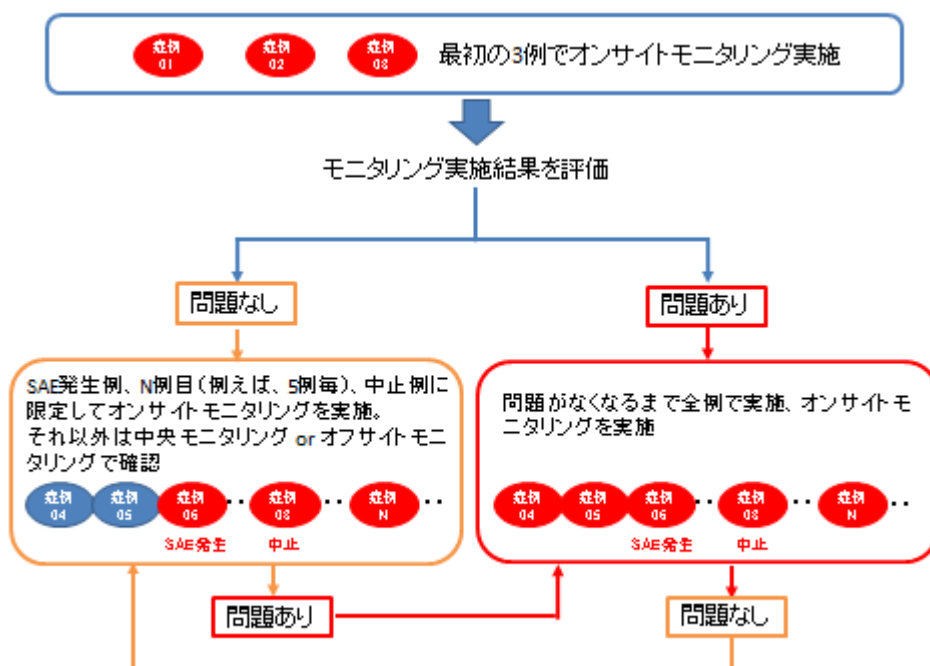 症例 01 症例 02 症例 03 最初の3例でオンサイトモニタリング実施
モニタリング実施結果を評価
問題なし
問題あり
SAE発生例、N例目(例えば、5例毎)、中止例に
限定してオンサイトモニタリングを実施。
それ以外は中央モニタリング or オフサイトモニ
タリングで確認
症例 04 症例 05 症例 06 ・・ 症例 08 ・・ 症例 N ・・
SAE発生 中止
問題がなくなるまで全例で実施、オンサイトモ
ニタリングを実施
症例 04 症例 05 症例 06 ・・ 症例 08 ・・ 症例 N ・・
SAE発生 中止
問題あり
問題なし